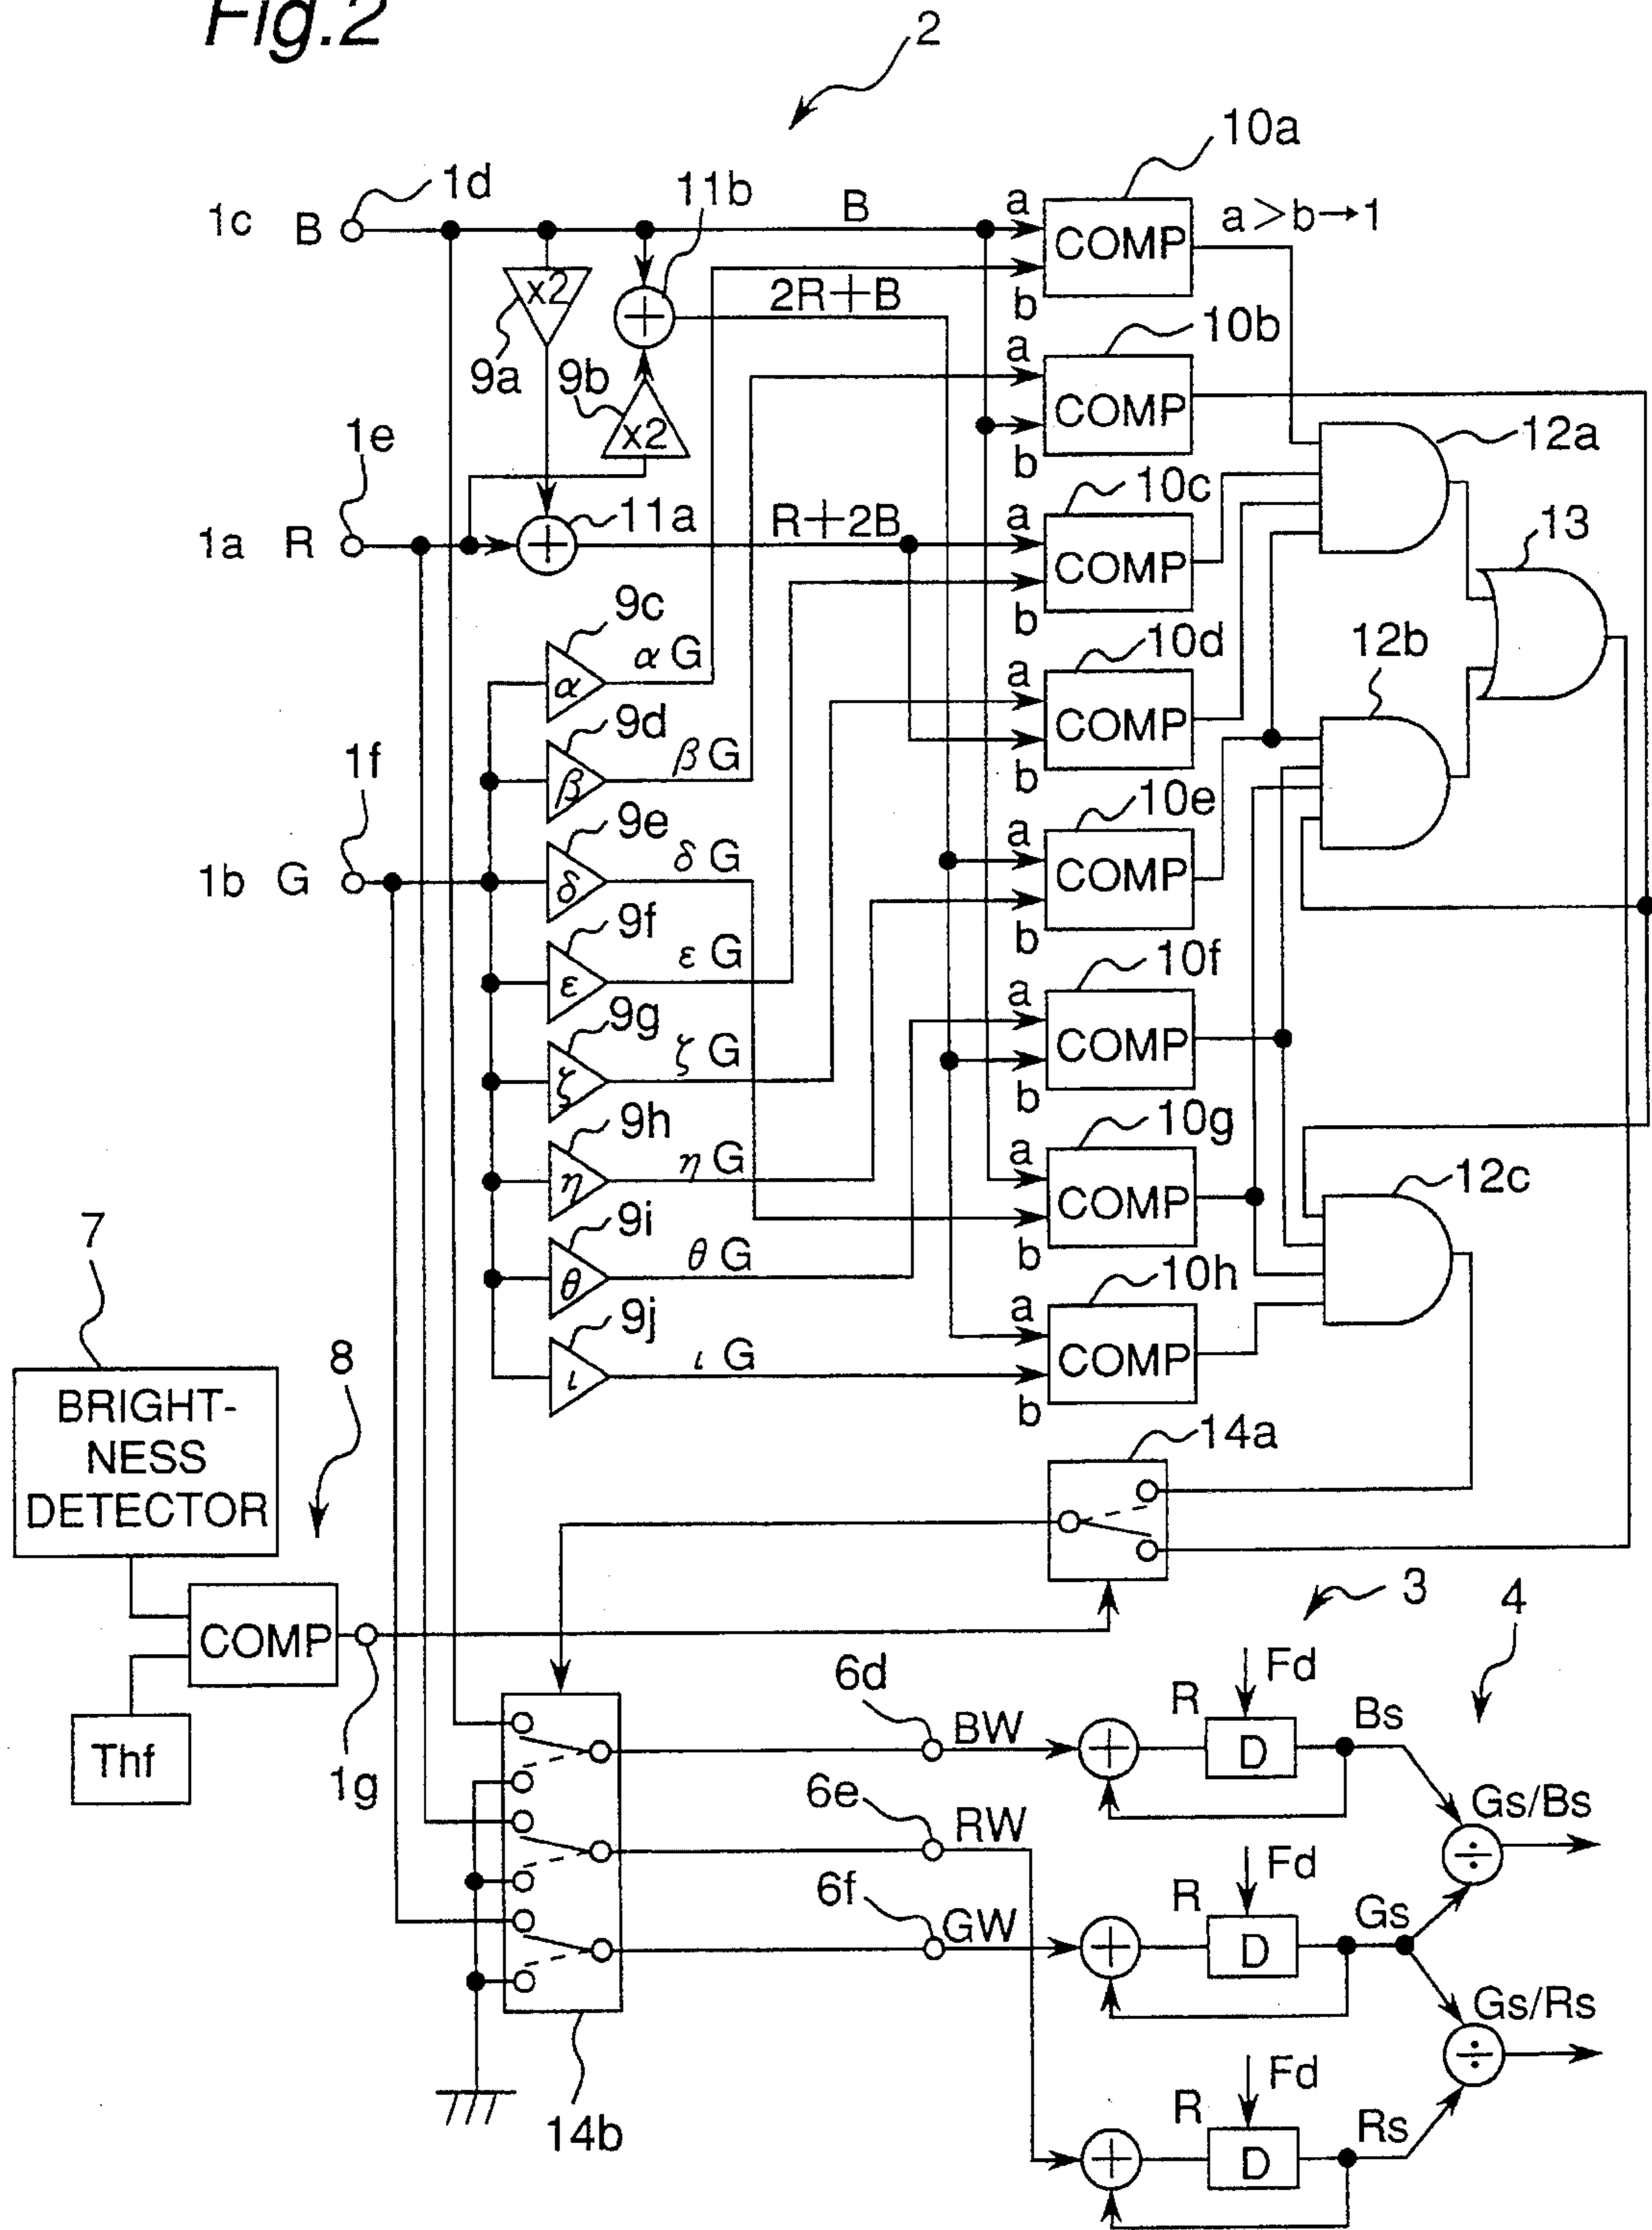 Fig.2
2
10a
1d
11b
1c B
B
a
COMP
a>b→1
b
x2
2R+B
10b
9a
9b
a
COMP
b
x2
12a
1e
10c
1a R
11a
R+2B
a
COMP
b
13
9c
α
αG
10d
a
COMP
b
12b
9d
β
βG
1f
10e
9e
δ
δG
a
COMP
b
1b G
9f
ε
εG
10f
a
COMP
b
9g
ζ
ζG
10g
9h
η
ηG
a
COMP
b
12c
7
9i
θ
θG
10h
a
COMP
b
9j
ι
ιG
8
BRIGHT-
NESS
DETECTOR
14a
COMP
3
4
Thf
1g
6d
BW
R
Fd
D
Bs
6e
RW
Gs/Bs
6f
GW
R
Fd
D
Gs
Gs/Rs
14b
R
Fd
D
Rs